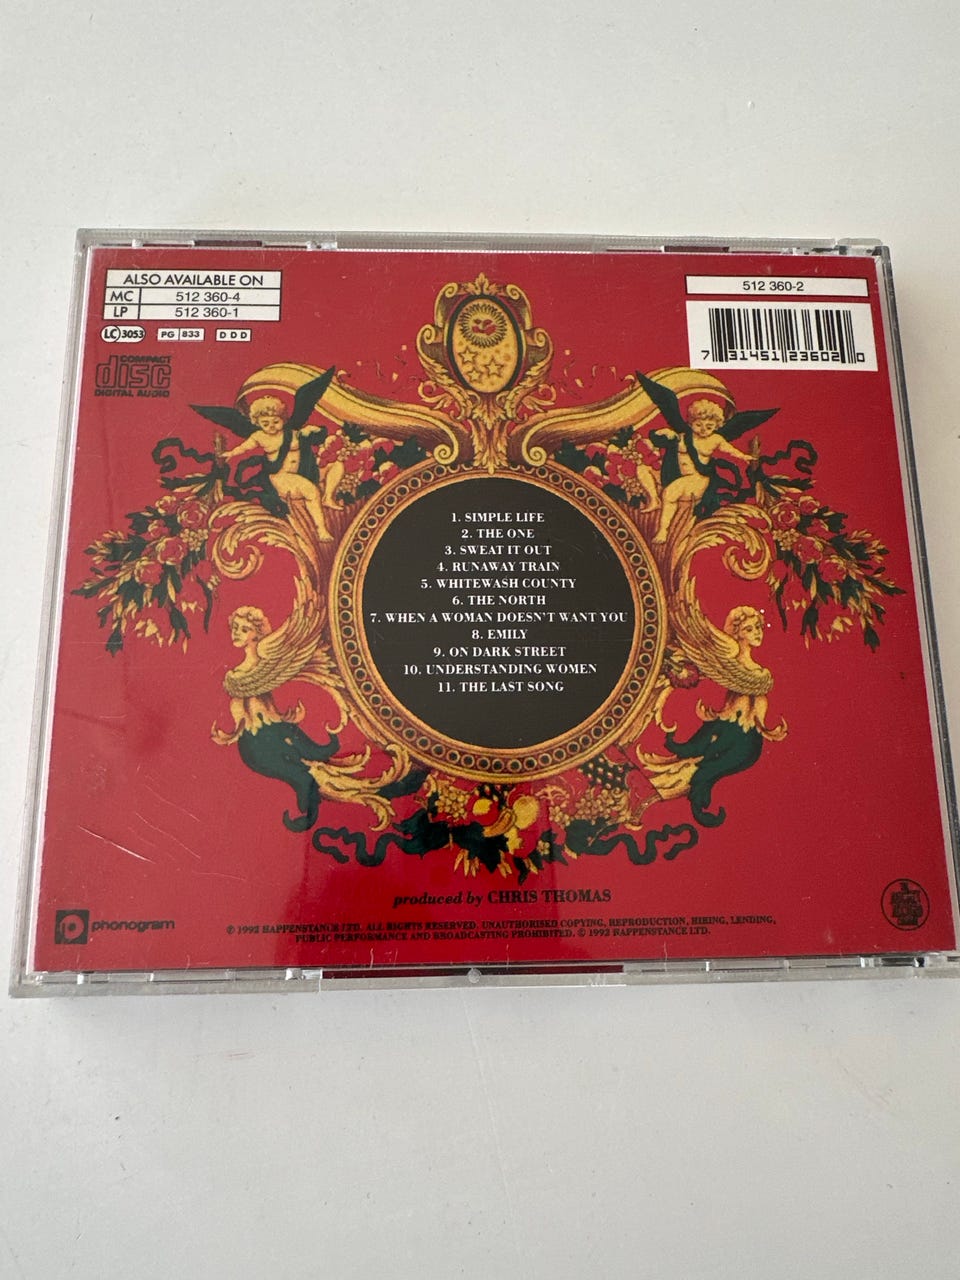 ALSO AVAILABLE ON
MC 512 360-4
LP 512 360-1
LC 3053 PG 833 D D D
COMPACT
disc
DIGITAL AUDIO
512 360-2
7 31451 23602 0
1. SIMPLE LIFE
2. THE ONE
3. SWEAT IT OUT
4. RUNAWAY TRAIN
5. WHITEWASH COUNTY
6. THE NORTH
7. WHEN A WOMAN DOESN'T WANT YOU
8. EMILY
9. ON DARK STREET
10. UNDERSTANDING WOMEN
11. THE LAST SONG
produced by CHRIS THOMAS
phonogram
℗ 1992 HAPPENSTANCE LTD. ALL RIGHTS RESERVED. UNAUTHORISED COPYING, REPRODUCTION, HIRING, LENDING,
PUBLIC PERFORMANCE AND BROADCASTING PROHIBITED. © 1992 HAPPENSTANCE LTD.